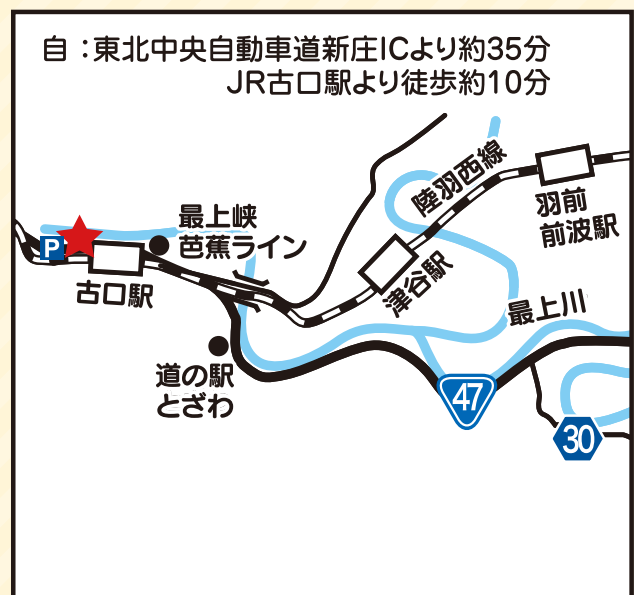 自：東北中央自動車道新庄ICより約35分
JR古口駅より徒歩約10分
陸羽西線
羽前
前波駅
最上峡
芭蕉ライン
P
古口駅
津谷駅
最上川
道の駅
とざわ
47
30